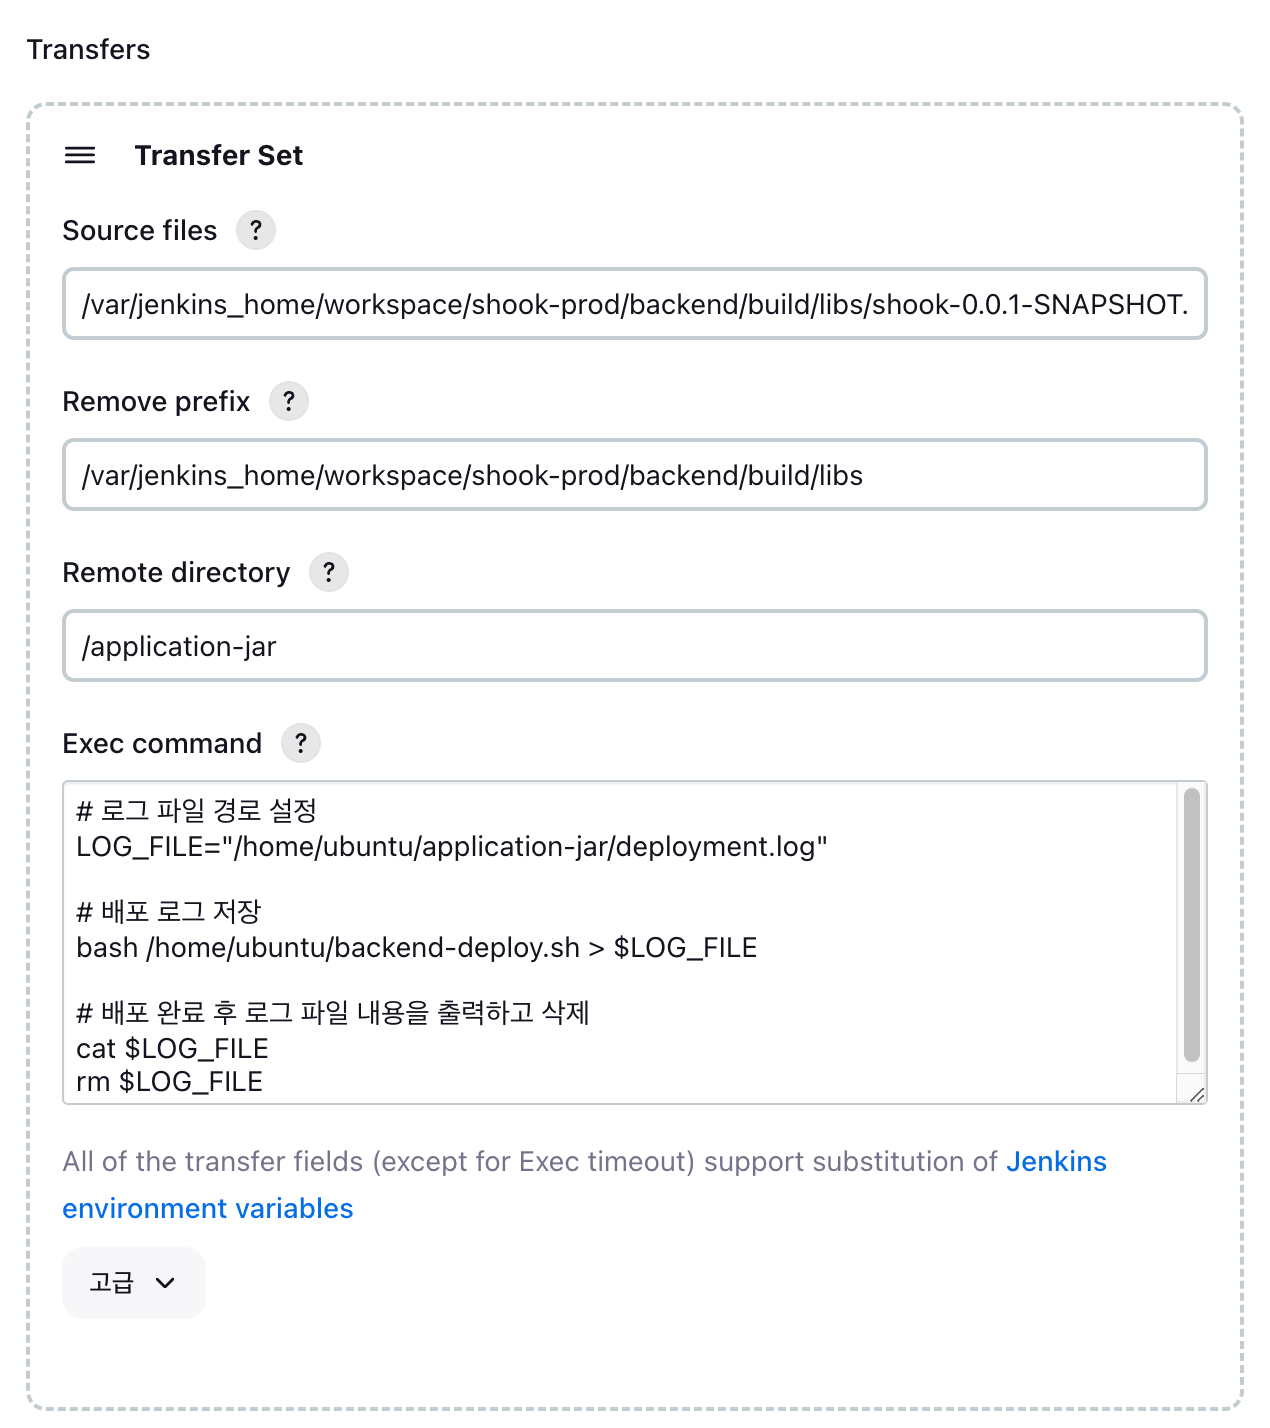 Transfers
Transfer Set
Source files ?
/var/jenkins_home/workspace/shook-prod/backend/build/libs/shook-0.0.1-SNAPSHOT.
Remove prefix ?
/var/jenkins_home/workspace/shook-prod/backend/build/libs
Remote directory ?
/application-jar
Exec command ?
# 로그 파일 경로 설정
LOG_FILE="/home/ubuntu/application-jar/deployment.log"
# 배포 로그 저장
bash /home/ubuntu/backend-deploy.sh > $LOG_FILE
# 배포 완료 후 로그 파일 내용을 출력하고 삭제
cat $LOG_FILE
rm $LOG_FILE
All of the transfer fields (except for Exec timeout) support substitution of Jenkins
environment variables
고급